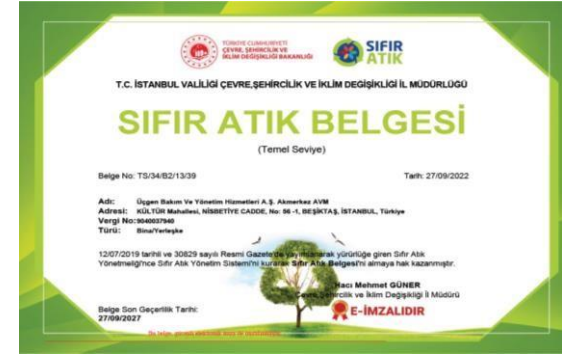 TÜRKİYE CUMHURİYETİ
ÇEVRE, ŞEHİRCİLİK VE
İKLİM DEĞİŞİKLİĞİ BAKANLIĞI
SIFIR
ATIK
T.C. İSTANBUL VALİLİĞİ ÇEVRE,ŞEHİRCİLİK VE İKLİM DEĞİŞİKLİĞİ İL MÜDÜRLÜĞÜ
SIFIR ATIK BELGESİ
(Temel Seviye)
Belge No: TS/34/B2/13/39 Tarih: 27/09/2022
Adı: Üçgen Bakım Ve Yönetim Hizmetleri A.Ş. Akmerkez AVM
Adresi: KÜLTÜR Mahallesi, NİSBETİYE CADDE, No: 56 -1, BEŞİKTAŞ, İSTANBUL, Türkiye
Vergi No:9040037940
Türü: Bina/Yerleşke
12/07/2019 tarihli ve 30829 sayılı Resmi Gazete'de yayımlanarak yürürlüğe giren Sıfır Atık
Yönetmeliği'nce Sıfır Atık Yönetim Sistemi'ni kurarak Sıfır Atık Belgesi'ni almaya hak kazanmıştır.
Hacı Mehmet GÜNER
Çevre,Şehircilik ve İklim Değişikliği İl Müdürü
E-İMZALIDIR
Belge Son Geçerlilik Tarihi:
27/09/2027
Bu belge, güvenli elektronik imza ile